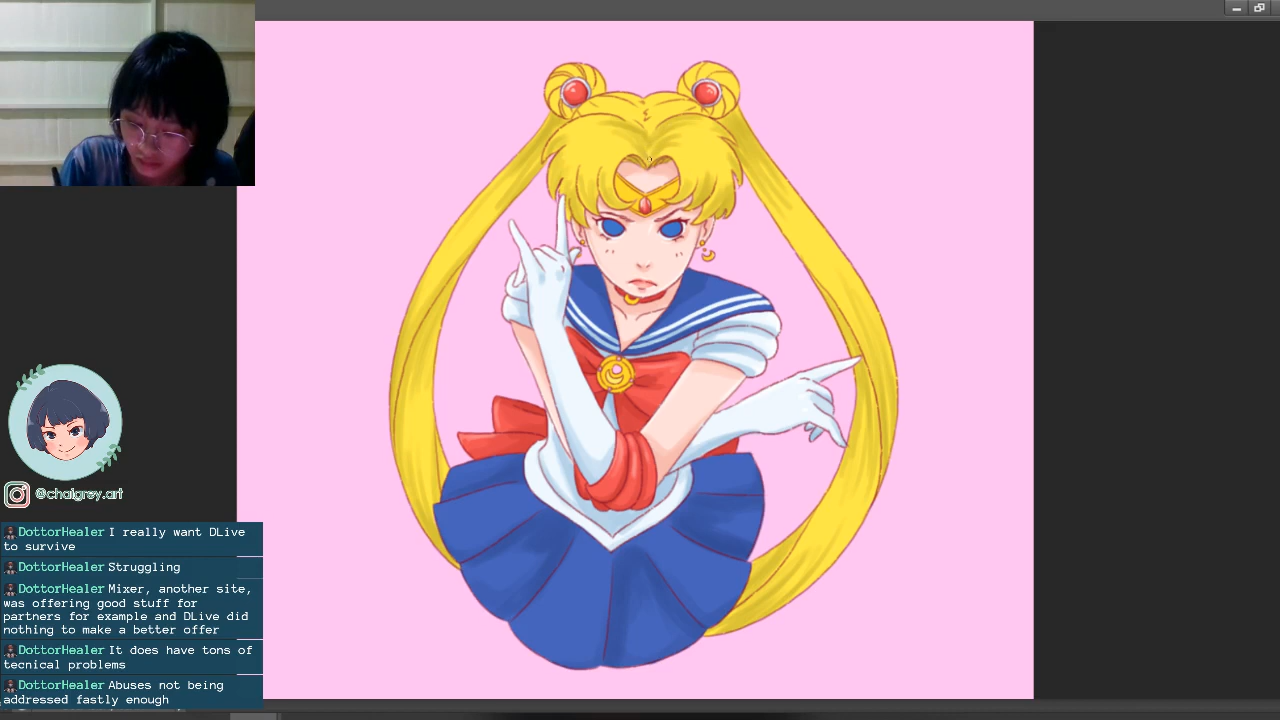 @chaigrey.art
DottorHealer I really want DLive
to survive
DottorHealer Struggling
DottorHealer Mixer, another site,
was offering good stuff for
partners for example and DLive did
nothing to make a better offer
DottorHealer It does have tons of
tecnical problems
DottorHealer Abuses not being
addressed fastly enough